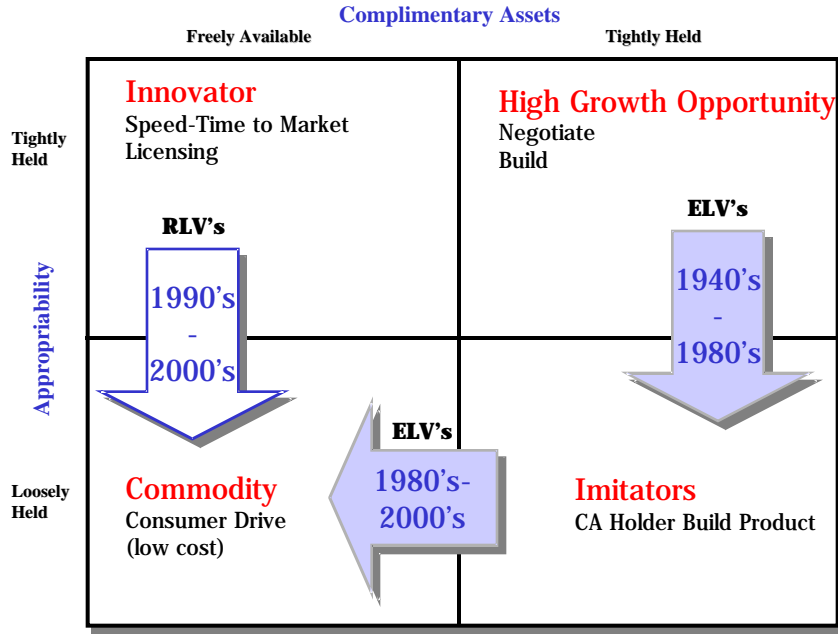 Complimentary Assets
Freely Available
Tightly Held
Innovator
Speed-Time to Market
Licensing
High Growth Opportunity
Negotiate
Build
Tightly
Held
RLV's
1990's
-
2000's
ELV's
1940's
-
1980's
Appropriability
ELV's
1980's-
2000's
Loosely
Held
Commodity
Consumer Drive
(low cost)
Imitators
CA Holder Build Product